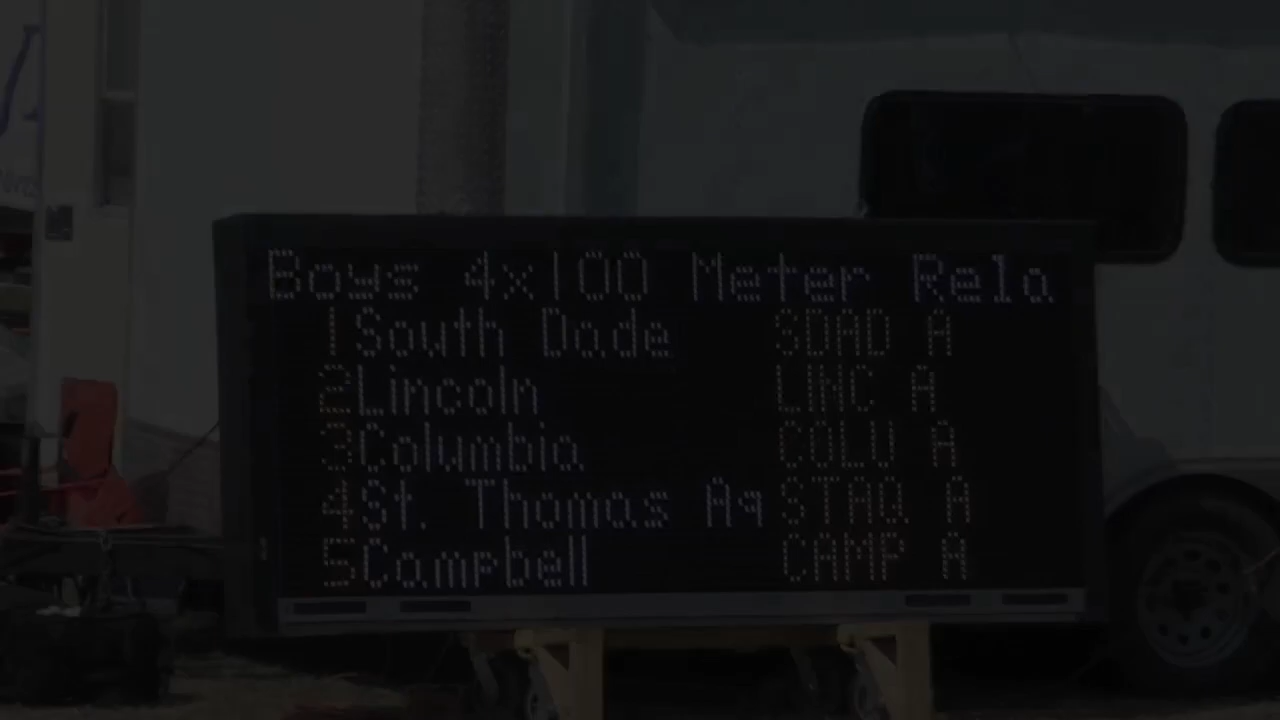 Boys 4x100 Meter Rela
1South Dade SDAD A
2Lincoln LINC A
3Columbia COLU A
4St. Thomas Aq STAQ A
5Campbell CAMP A